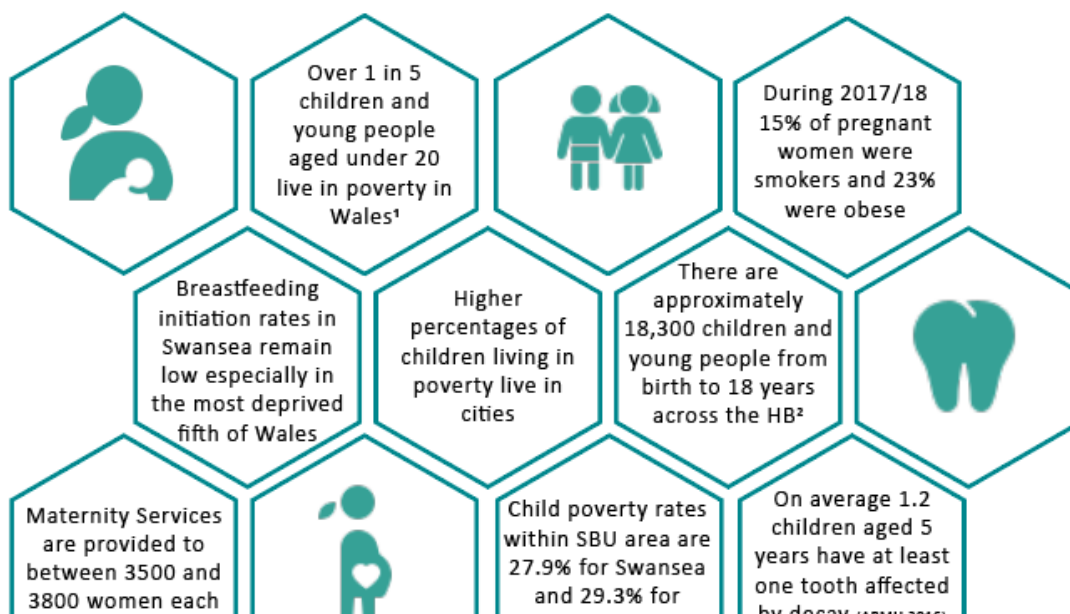 Over 1 in 5
children and
young people
aged under 20
live in poverty in
Wales¹
During 2017/18
15% of pregnant
women were
smokers and 23%
were obese
Breastfeeding
initiation rates in
Swansea remain
low especially in
the most deprived
fifth of Wales
Higher
percentages of
children living in
poverty live in
cities
There are
approximately
18,300 children and
young people from
birth to 18 years
across the HB²
Maternity Services
are provided to
between 3500 and
3800 women each
Child poverty rates
within SBU area are
27.9% for Swansea
and 29.3% for
On average 1.2
children aged 5
years have at least
one tooth affected
by decay